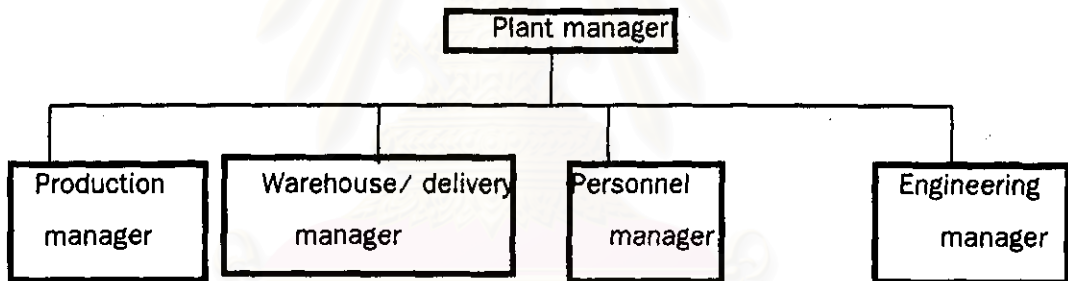 Plant manager
Production
manager
Warehouse/ delivery
manager
Personnel
manager
Engineering
manager